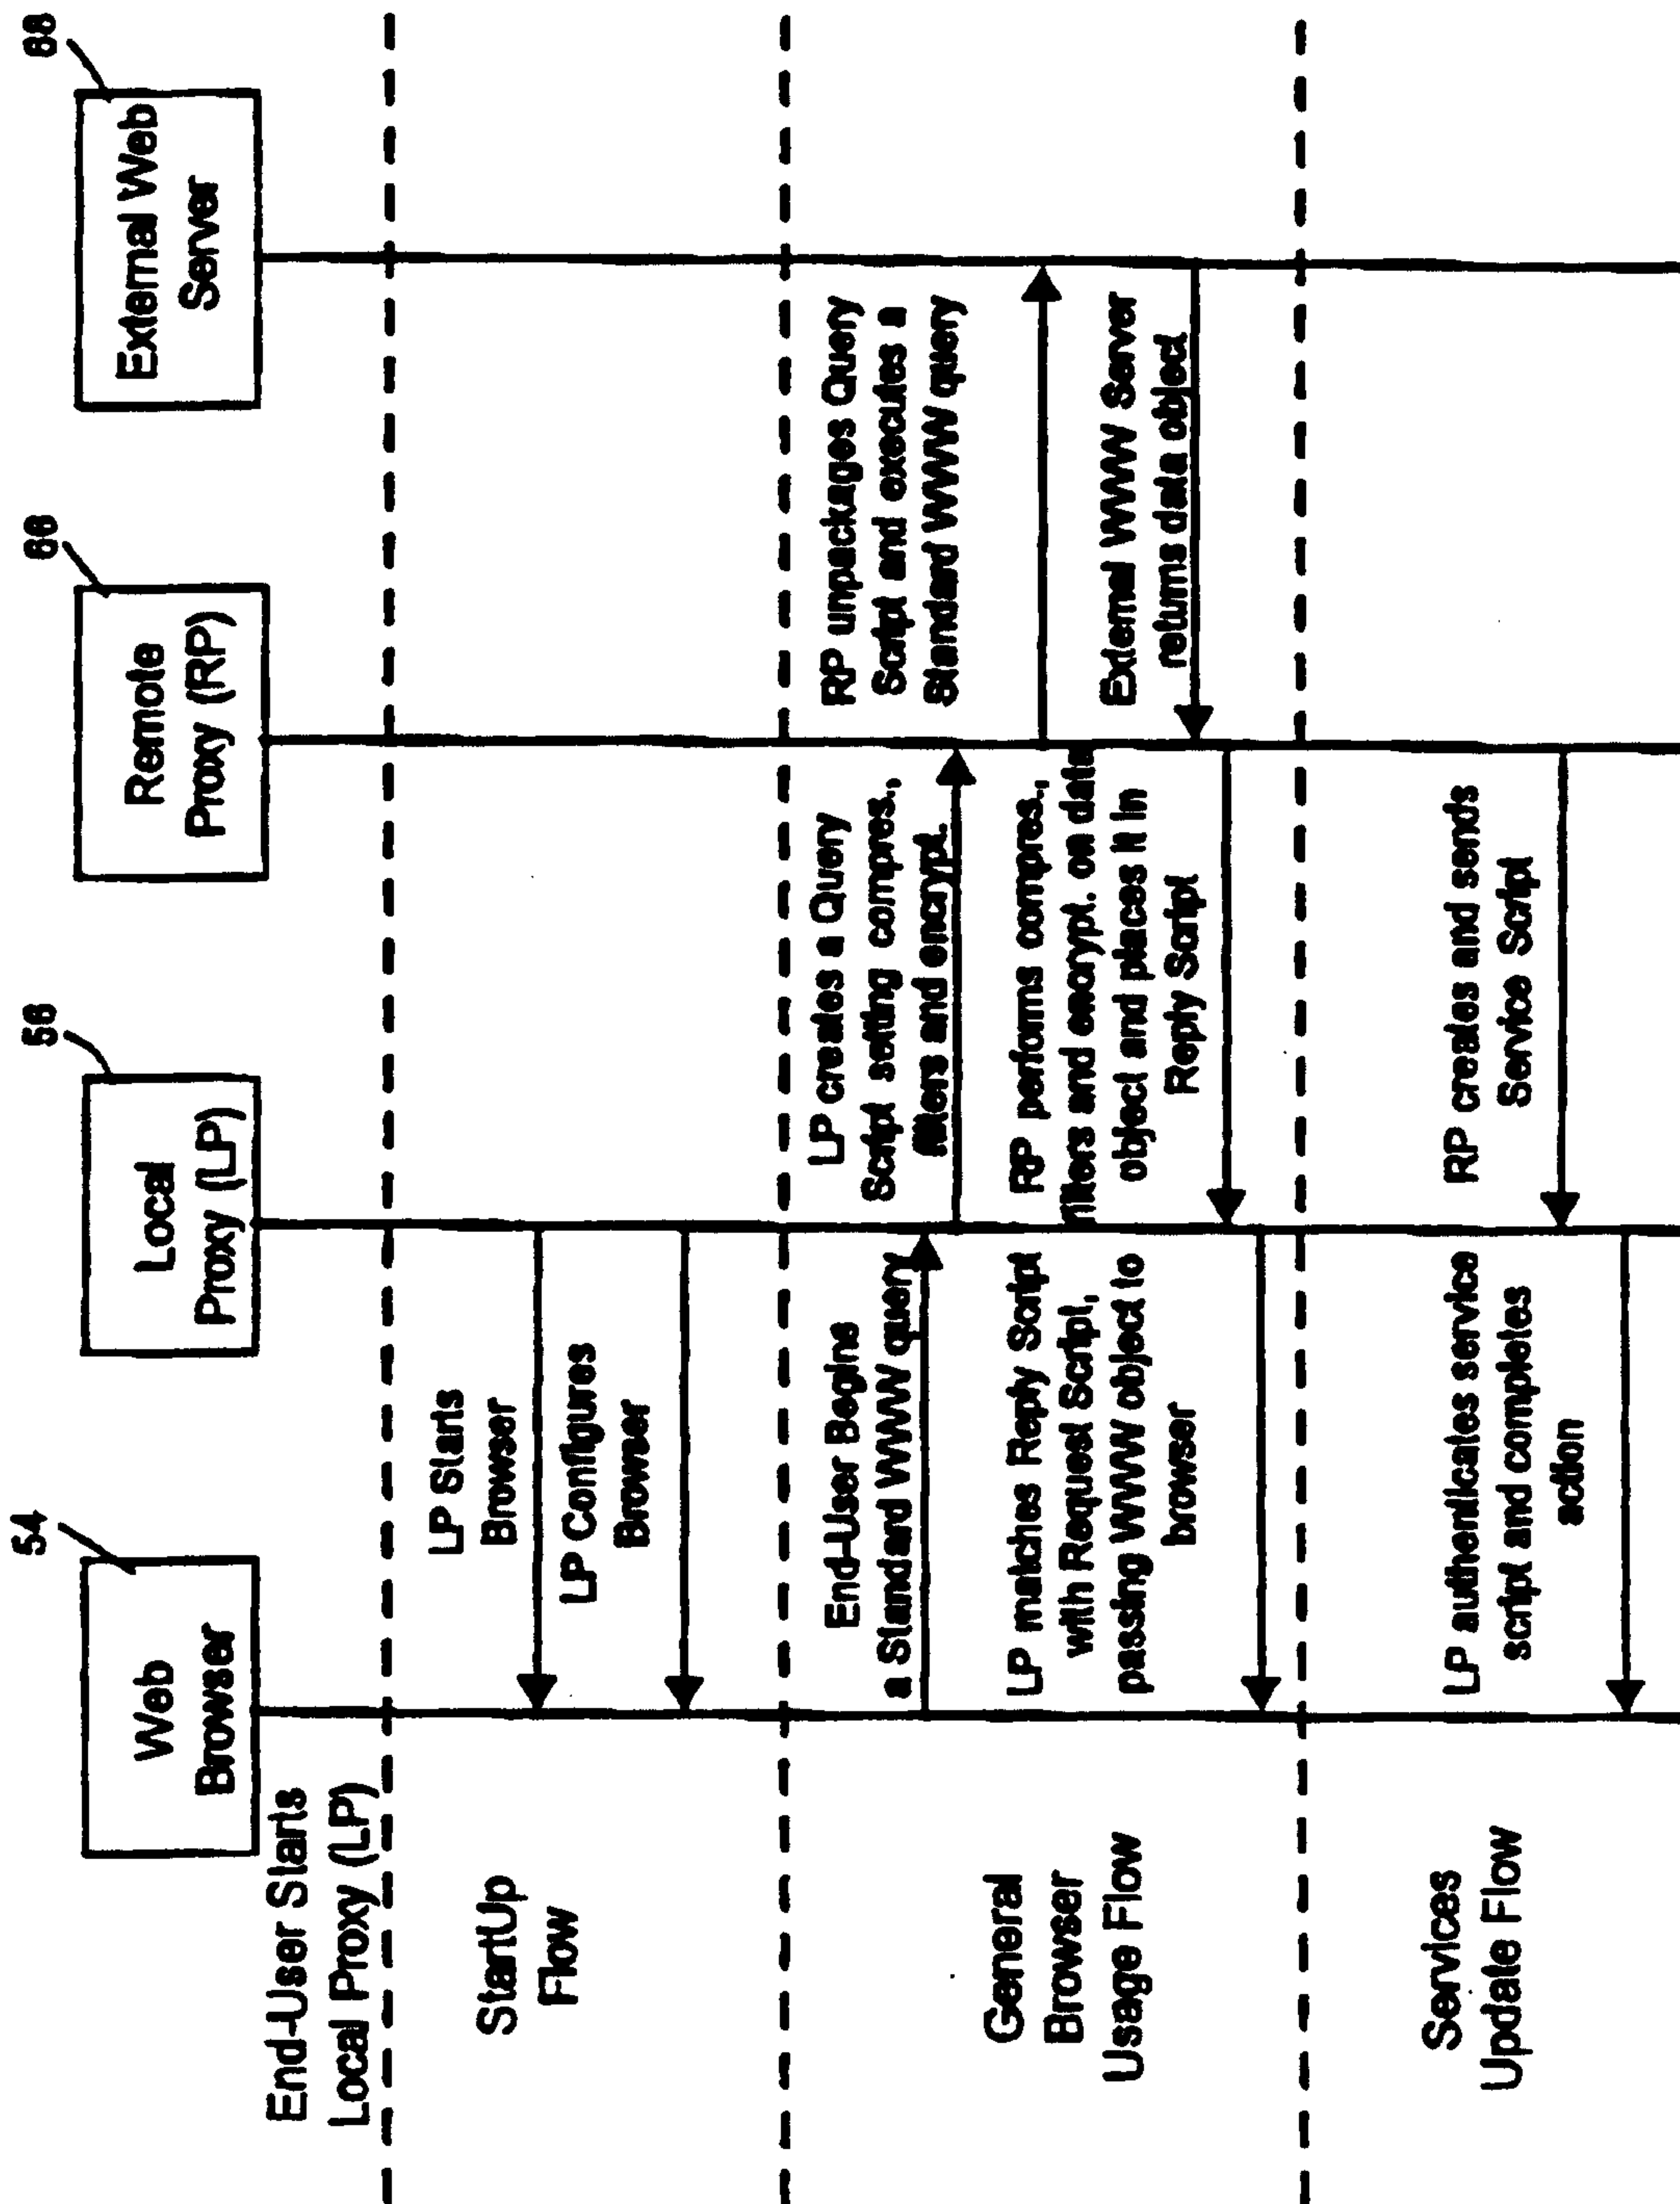 54
Web
Browser
56
Local
Proxy (LP)
66
Remote
Proxy (RP)
68
External Web
Server
End-User Starts
Local Proxy (LP)
StartUp
Flow
LP Starts
Browser
LP Configures
Browser
General
Browser
Usage Flow
End-User Begins
a Standard WWW query
LP creates a Query
Script setting compres.,
filters and encrypt.
RP unpackages Query
Script and executes a
Standard WWW query
External WWW Server
returns data object
RP performs compres.,
filters and encrypt. on data
object and places it in
Reply Script
LP matches Reply Script
with Request Script,
passing WWW object to
browser
Services
Update Flow
RP creates and sends
Service Script
LP authenticates service
script and completes
action